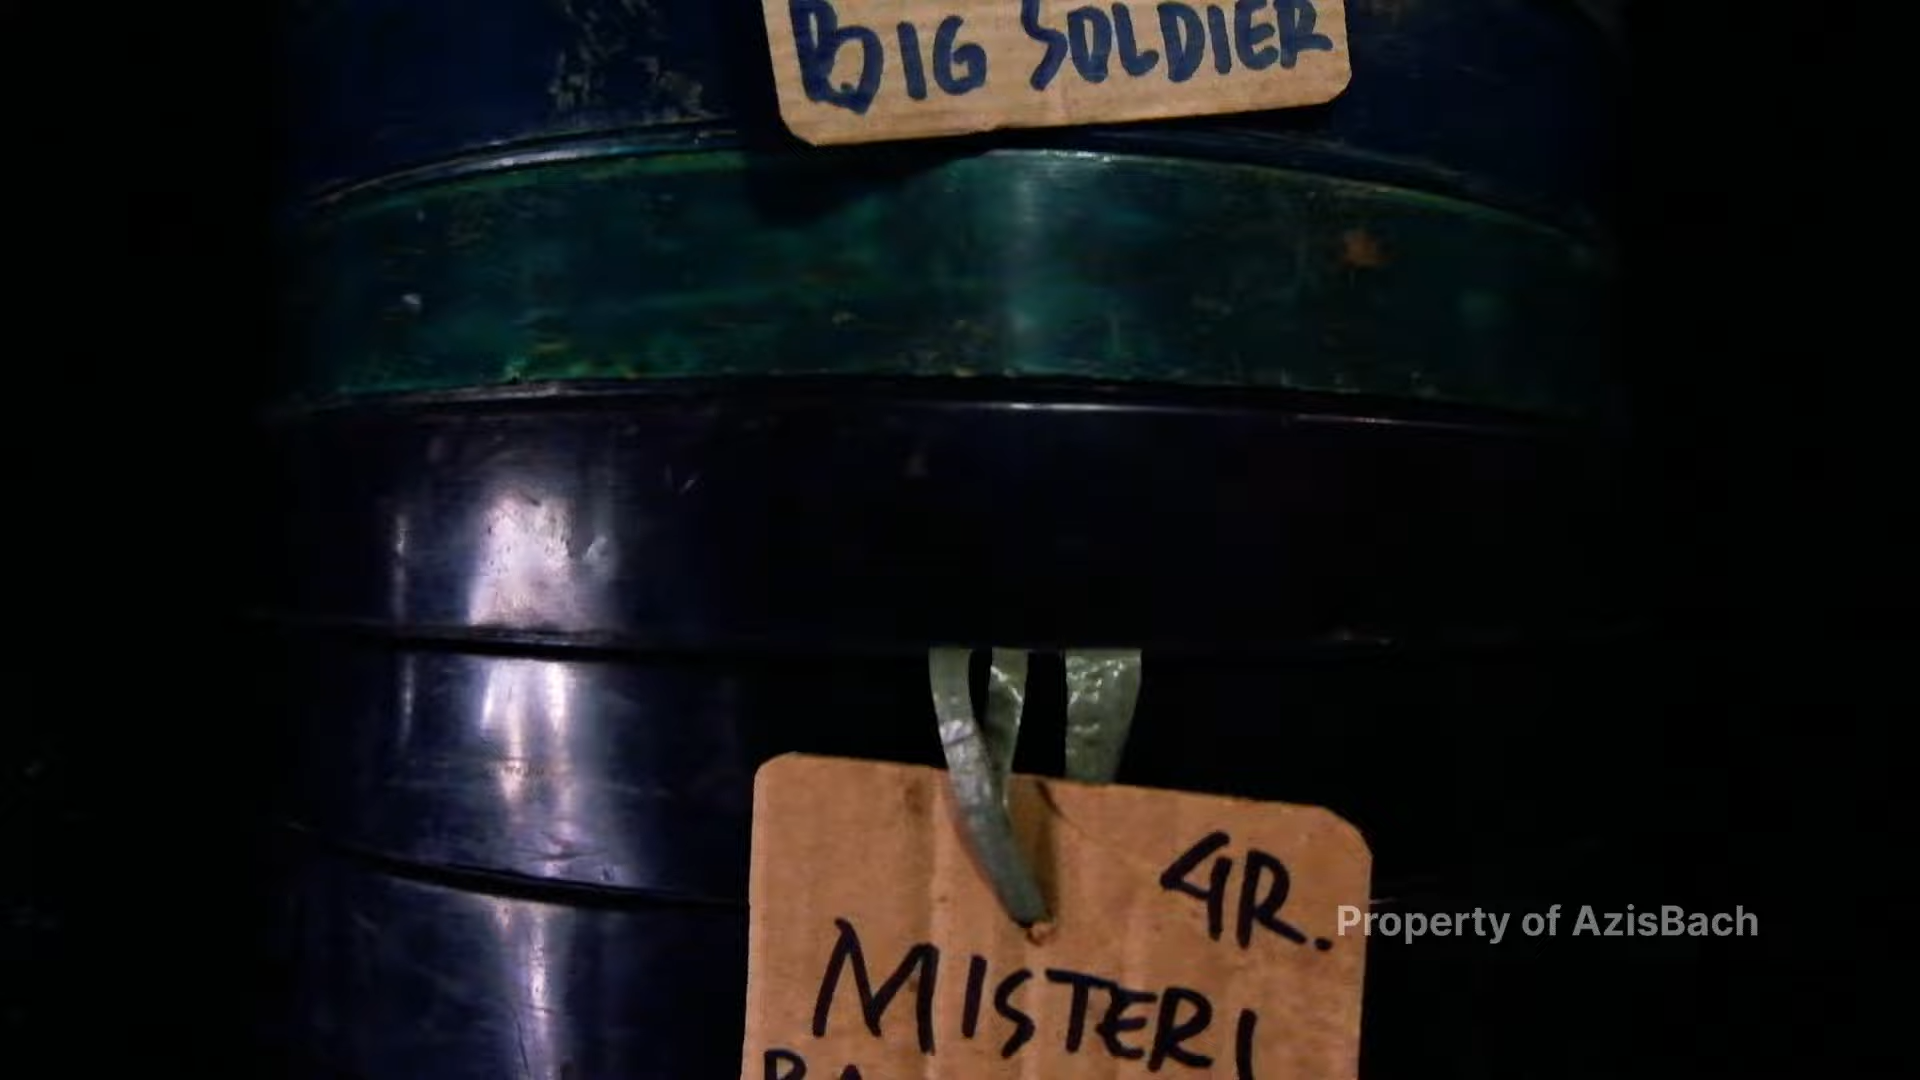 BIG SOLDIER
4R.
Property of AzisBach
MISTERI